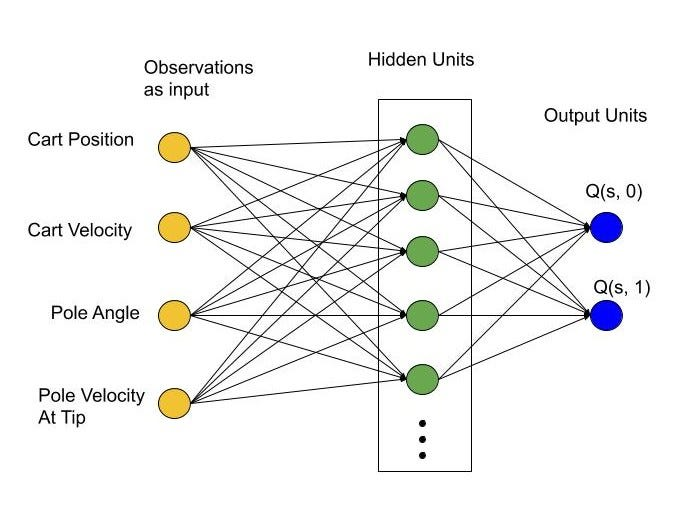 Observations
as input
Hidden Units
Output Units
Cart Position
Cart Velocity
Pole Angle
Pole Velocity
At Tip
Q(s, 0)
Q(s, 1)